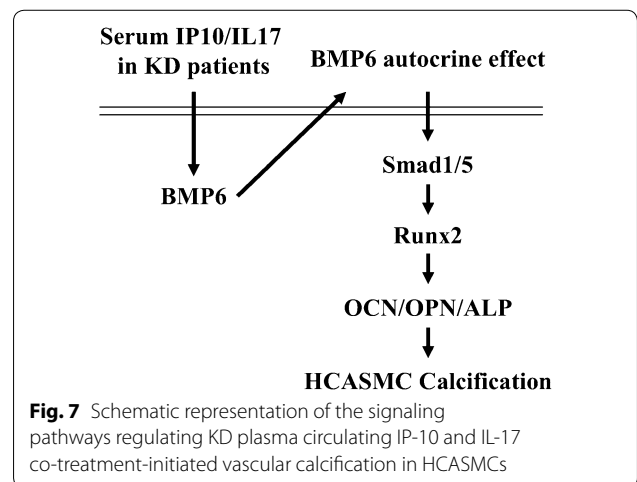 Serum IP10/IL17
in KD patients
BMP6 autocrine effect
BMP6
Smad1/5
Runx2
OCN/OPN/ALP
HCASMC Calcification
Fig. 7 Schematic representation of the signaling
pathways regulating KD plasma circulating IP-10 and IL-17
co-treatment-initiated vascular calcification in HCASMCs